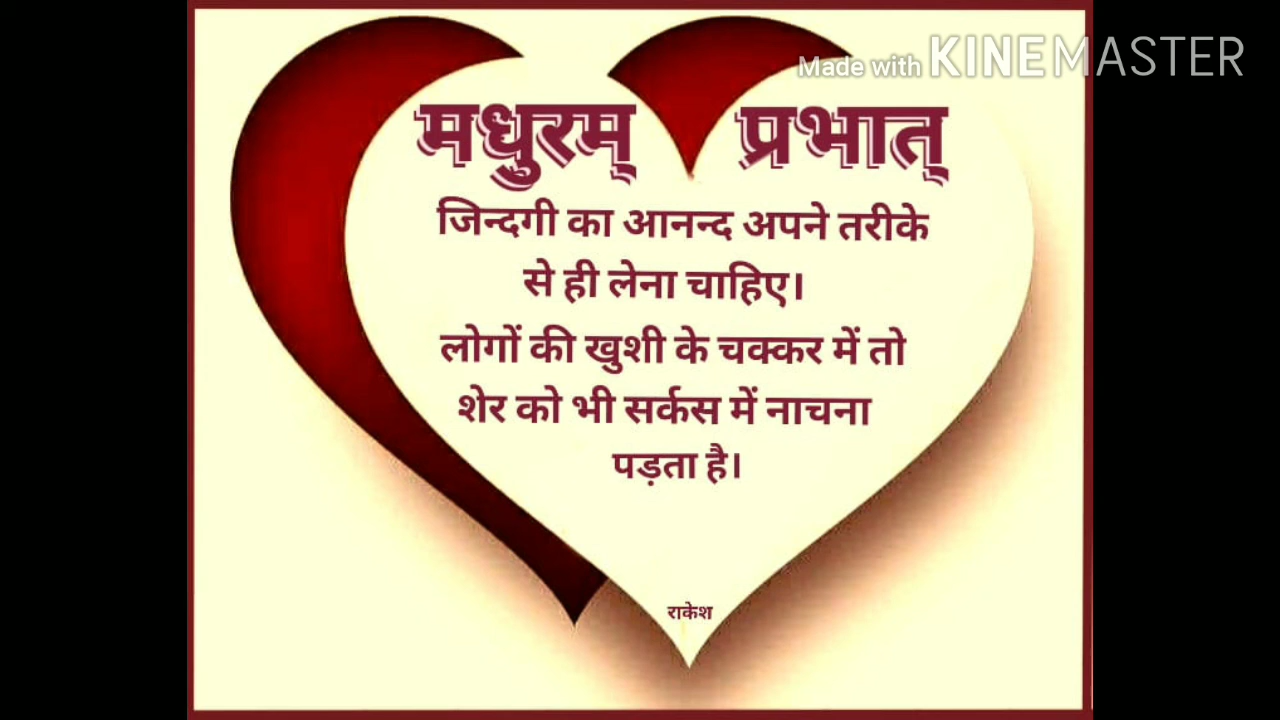 Made with KINEMASTER
मधुरम् प्रभात्
जिन्दगी का आनन्द अपने तरीके
से ही लेना चाहिए।
लोगों की खुशी के चक्कर में तो
शेर को भी सर्कस में नाचना
पड़ता है।
राकेश